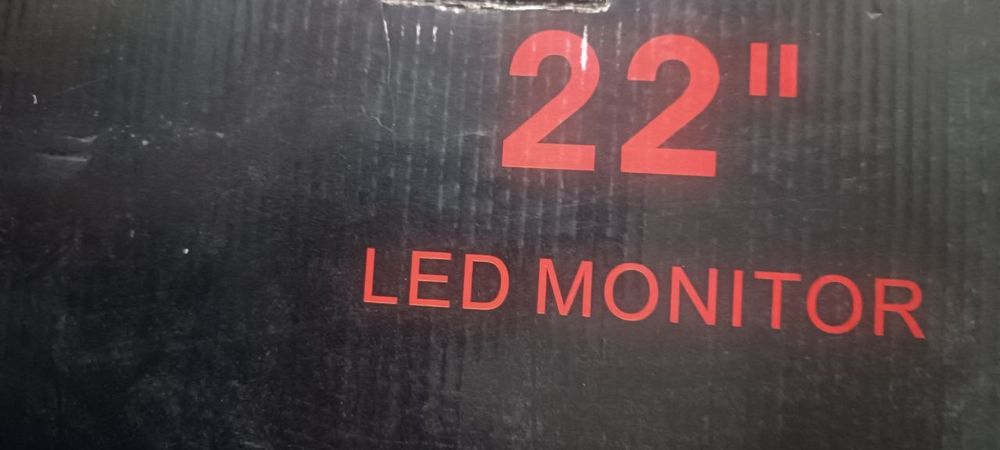 22"
LED MONITOR